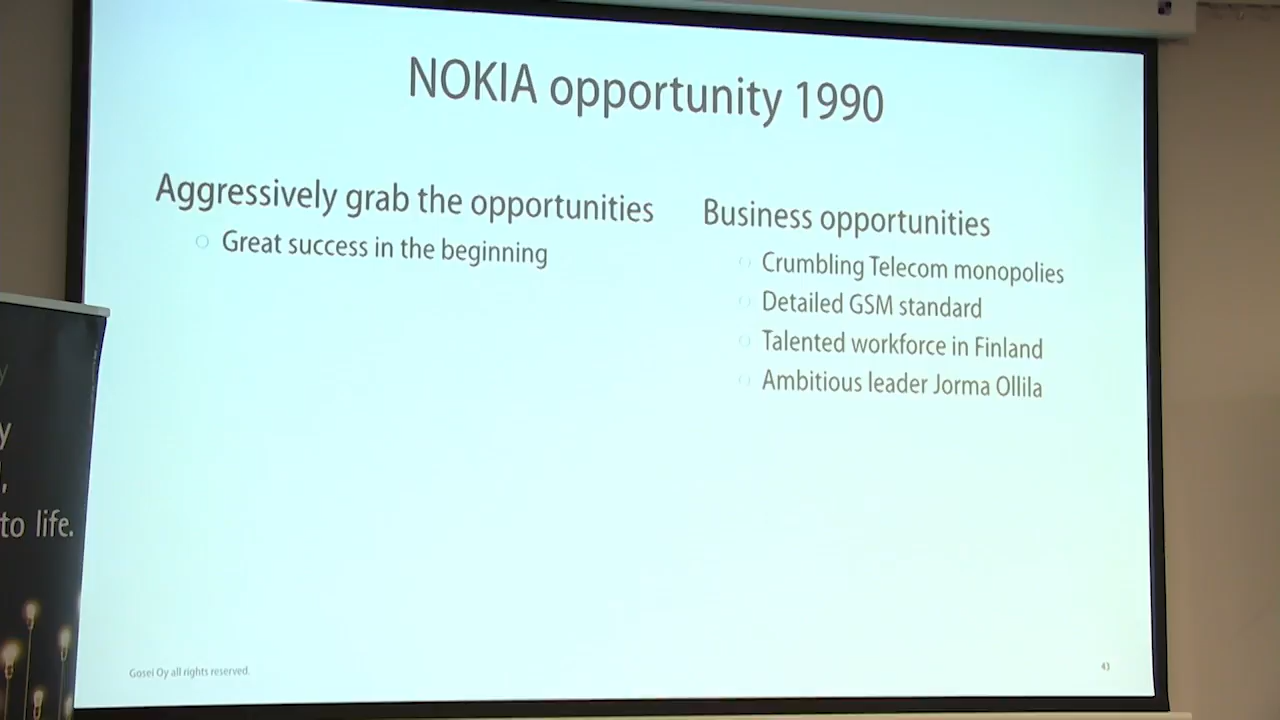 NOKIA opportunity 1990
Aggressively grab the opportunities
Great success in the beginning
Business opportunities
Crumbling Telecom monopolies
Detailed GSM standard
Talented workforce in Finland
Ambitious leader Jorma Ollila
Gosei Oy all rights reserved.
43
y
y
to life.